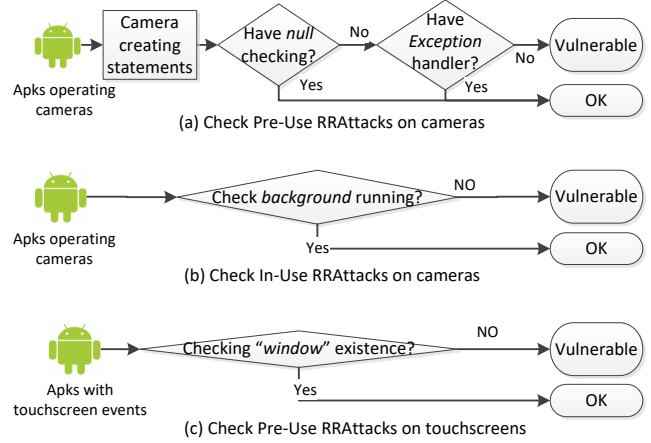 Camera
creating
statements
Have null
checking?
No
Have
Exception
handler?
No
Vulnerable
Apks operating
cameras
Yes
Yes
OK
(a) Check Pre-Use RRAttacks on cameras
Check background running?
NO
Vulnerable
Apks operating
cameras
Yes
OK
(b) Check In-Use RRAttacks on cameras
Checking “window” existence?
NO
Vulnerable
Apks with
touchscreen events
Yes
OK
(c) Check Pre-Use RRAttacks on touchscreens